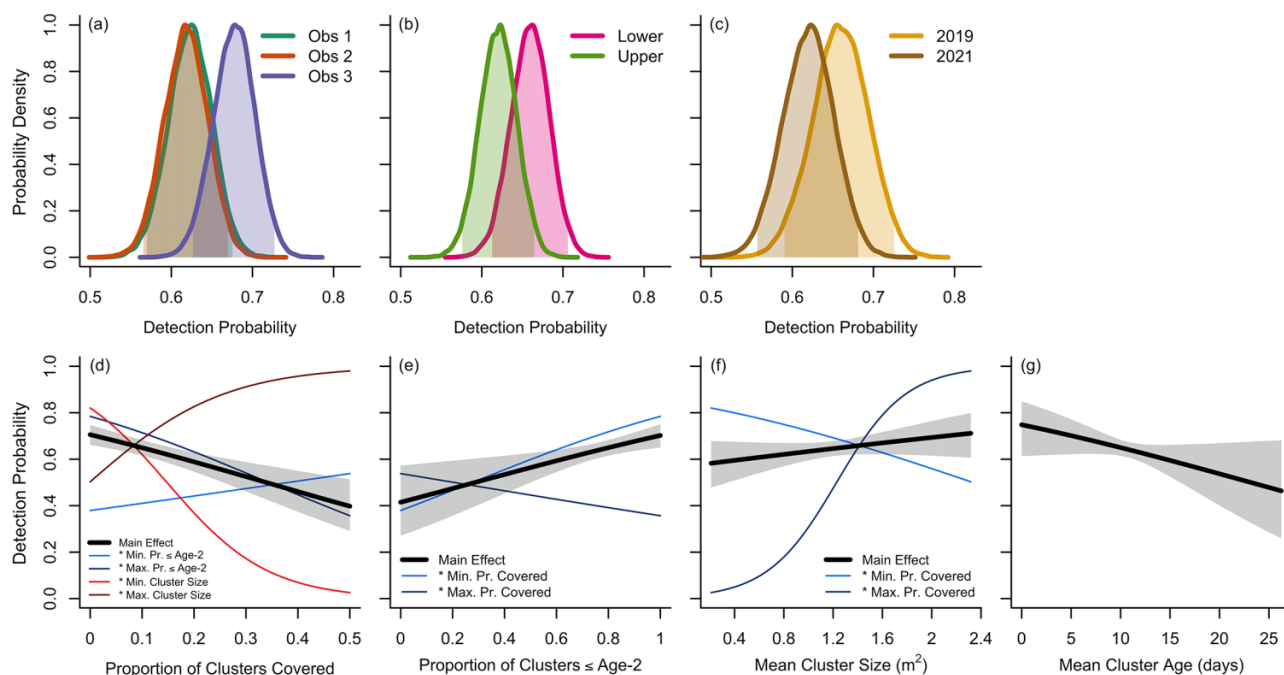 (a)
Obs 1
Obs 2
Obs 3
Probability Density
0.0 0.2 0.4 0.6 0.8 1.0
0.5 0.6 0.7 0.8
Detection Probability
(b)
Lower
Upper
0.5 0.6 0.7 0.8
Detection Probability
(c)
2019
2021
0.5 0.6 0.7 0.8
Detection Probability
(d)
Detection Probability
0.0 0.2 0.4 0.6 0.8 1.0
Main Effect
* Min. Pr. ≤ Age-2
* Max. Pr. ≤ Age-2
* Min. Cluster Size
* Max. Cluster Size
0 0.1 0.2 0.3 0.4 0.5
Proportion of Clusters Covered
(e)
Main Effect
* Min. Pr. Covered
* Max. Pr. Covered
0 0.2 0.4 0.6 0.8 1
Proportion of Clusters ≤ Age-2
(f)
Main Effect
* Min. Pr. Covered
* Max. Pr. Covered
0.4 0.8 1.2 1.6 2 2.4
Mean Cluster Size (m²)
(g)
0 5 10 15 20 25
Mean Cluster Age (days)